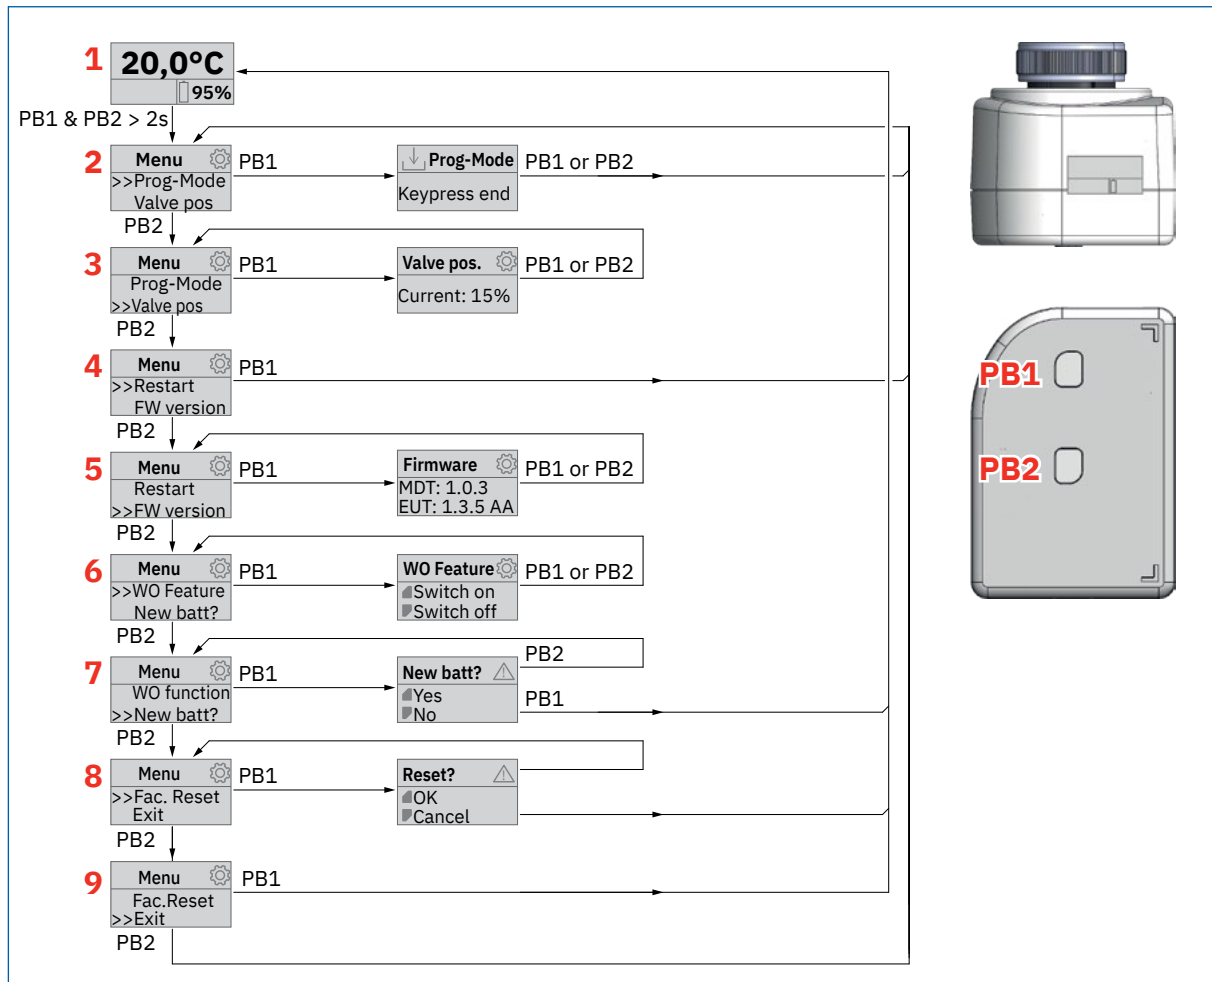 1
20,0°C
95%
PB1 & PB2 > 2s
2
Menu
>>Prog-Mode
Valve pos
PB1
Prog-Mode
Keypress end
PB1 or PB2
PB2
3
Menu
Prog-Mode
>>Valve pos
PB1
Valve pos.
Current: 15%
PB1 or PB2
PB2
4
Menu
>>Restart
FW version
PB1
PB2
5
Menu
Restart
>>FW version
PB1
Firmware
MDT: 1.0.3
EUT: 1.3.5 AA
PB1 or PB2
PB2
6
Menu
>>WO Feature
New batt?
PB1
WO Feature
Switch on
Switch off
PB1 or PB2
PB2
7
Menu
WO function
>>New batt?
PB1
New batt?
Yes
No
PB2
PB1
PB2
8
Menu
>>Fac. Reset
Exit
PB1
Reset?
OK
Cancel
PB2
9
Menu
Fac.Reset
>>Exit
PB1
PB2
PB1
PB2